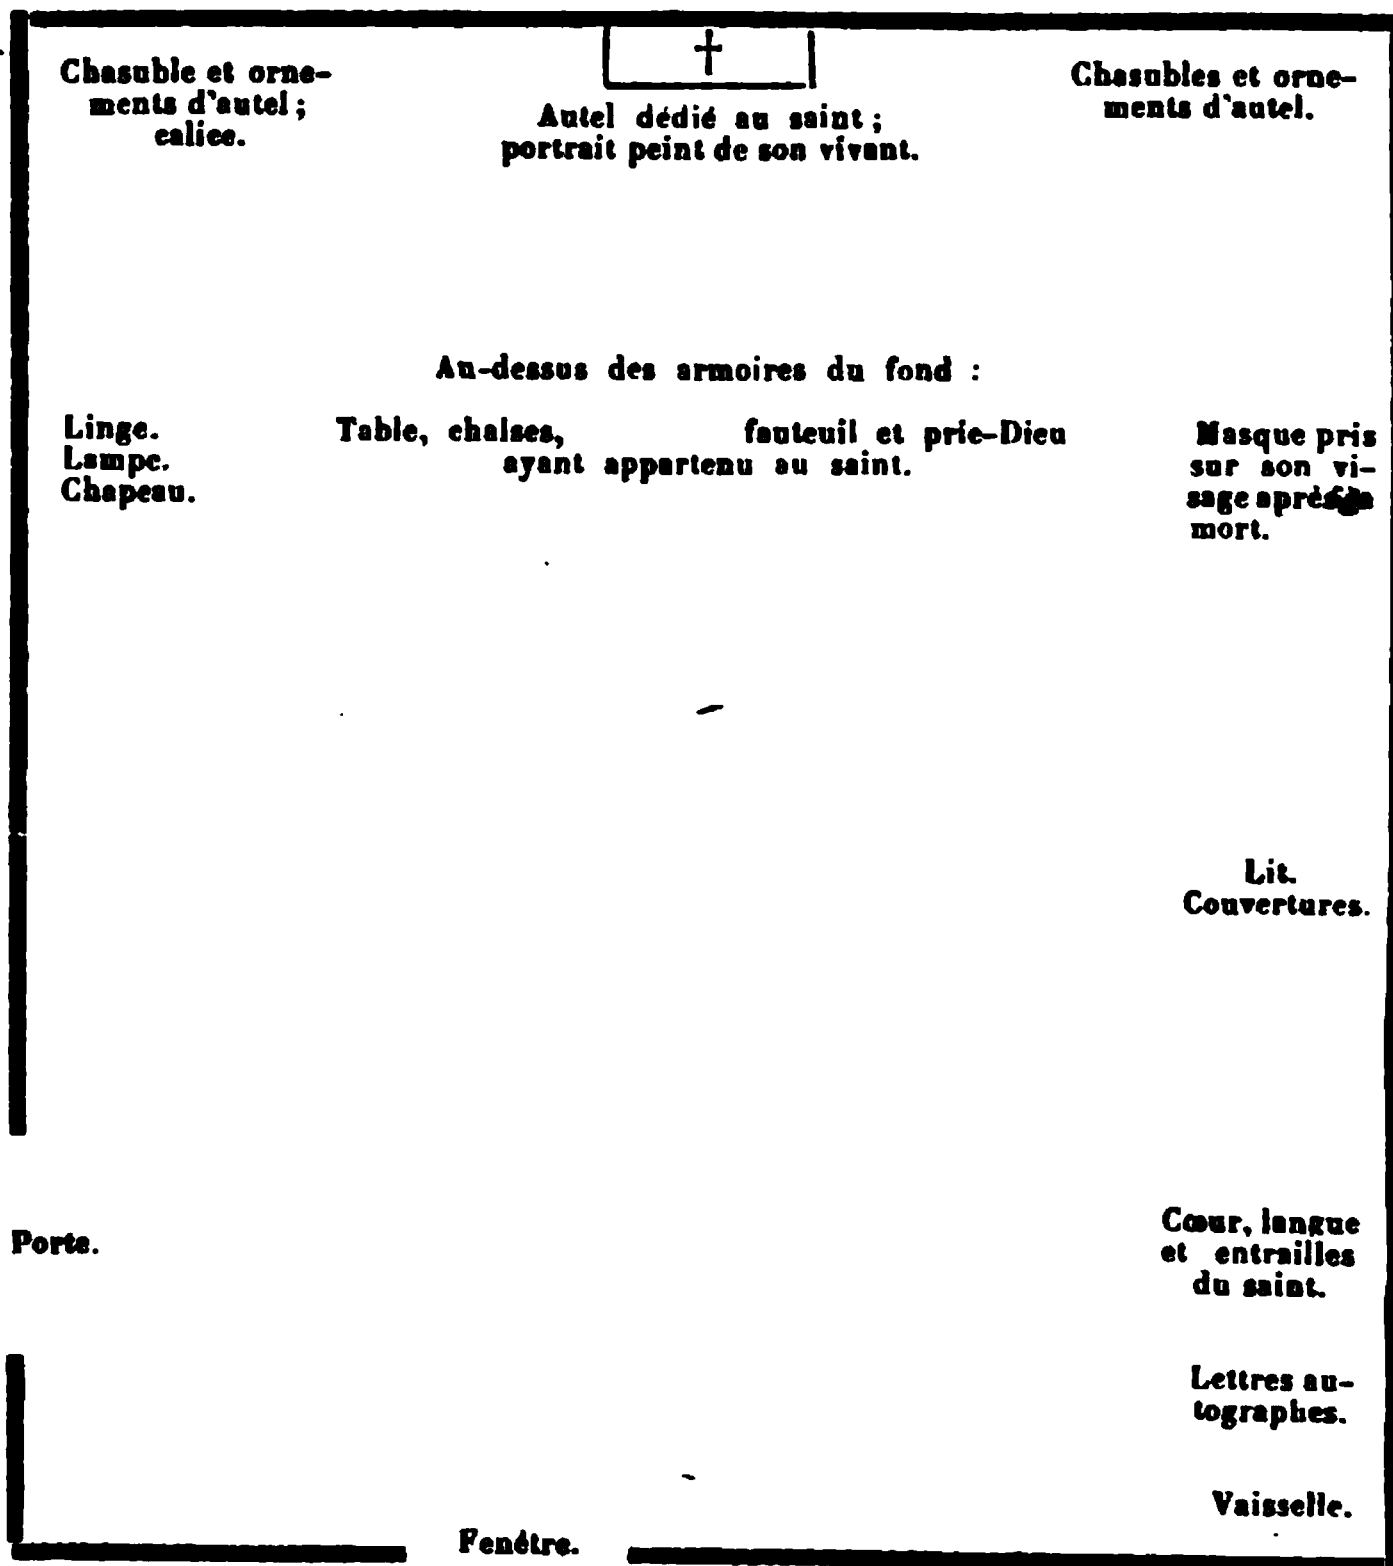 †
Chasuble et orne-
ments d'autel ;
calice.
Autel dédié au saint ;
portrait peint de son vivant.
Chasubles et orne-
ments d'autel.
Au-dessus des armoires du fond :
Linge.
Lampe.
Chapeau.
Table, chaises, fauteuil et prie-Dieu
ayant appartenu au saint.
Masque pris
sur son vi-
sage après
mort.
Lit.
Couvertures.
Porte.
Cœur, langue
et entrailles
du saint.
Lettres au-
tographes.
Vaisselle.
Fenêtre.